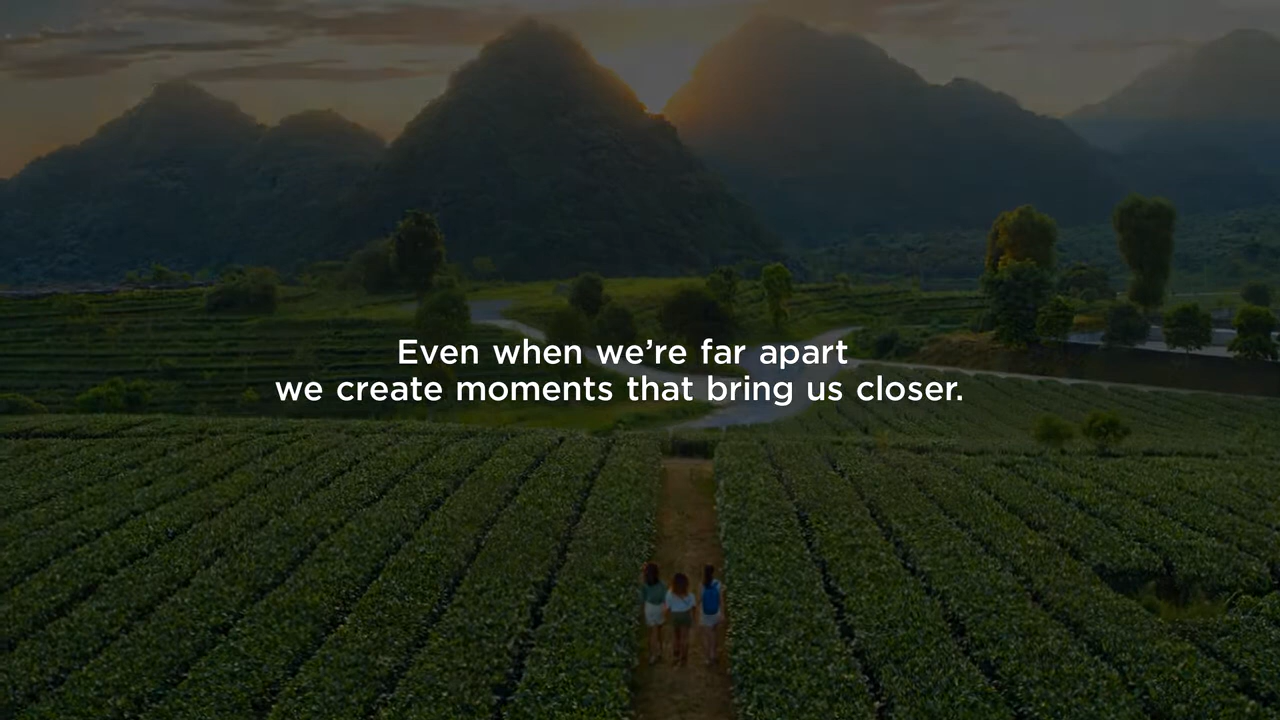 Even when we’re far apart
we create moments that bring us closer.